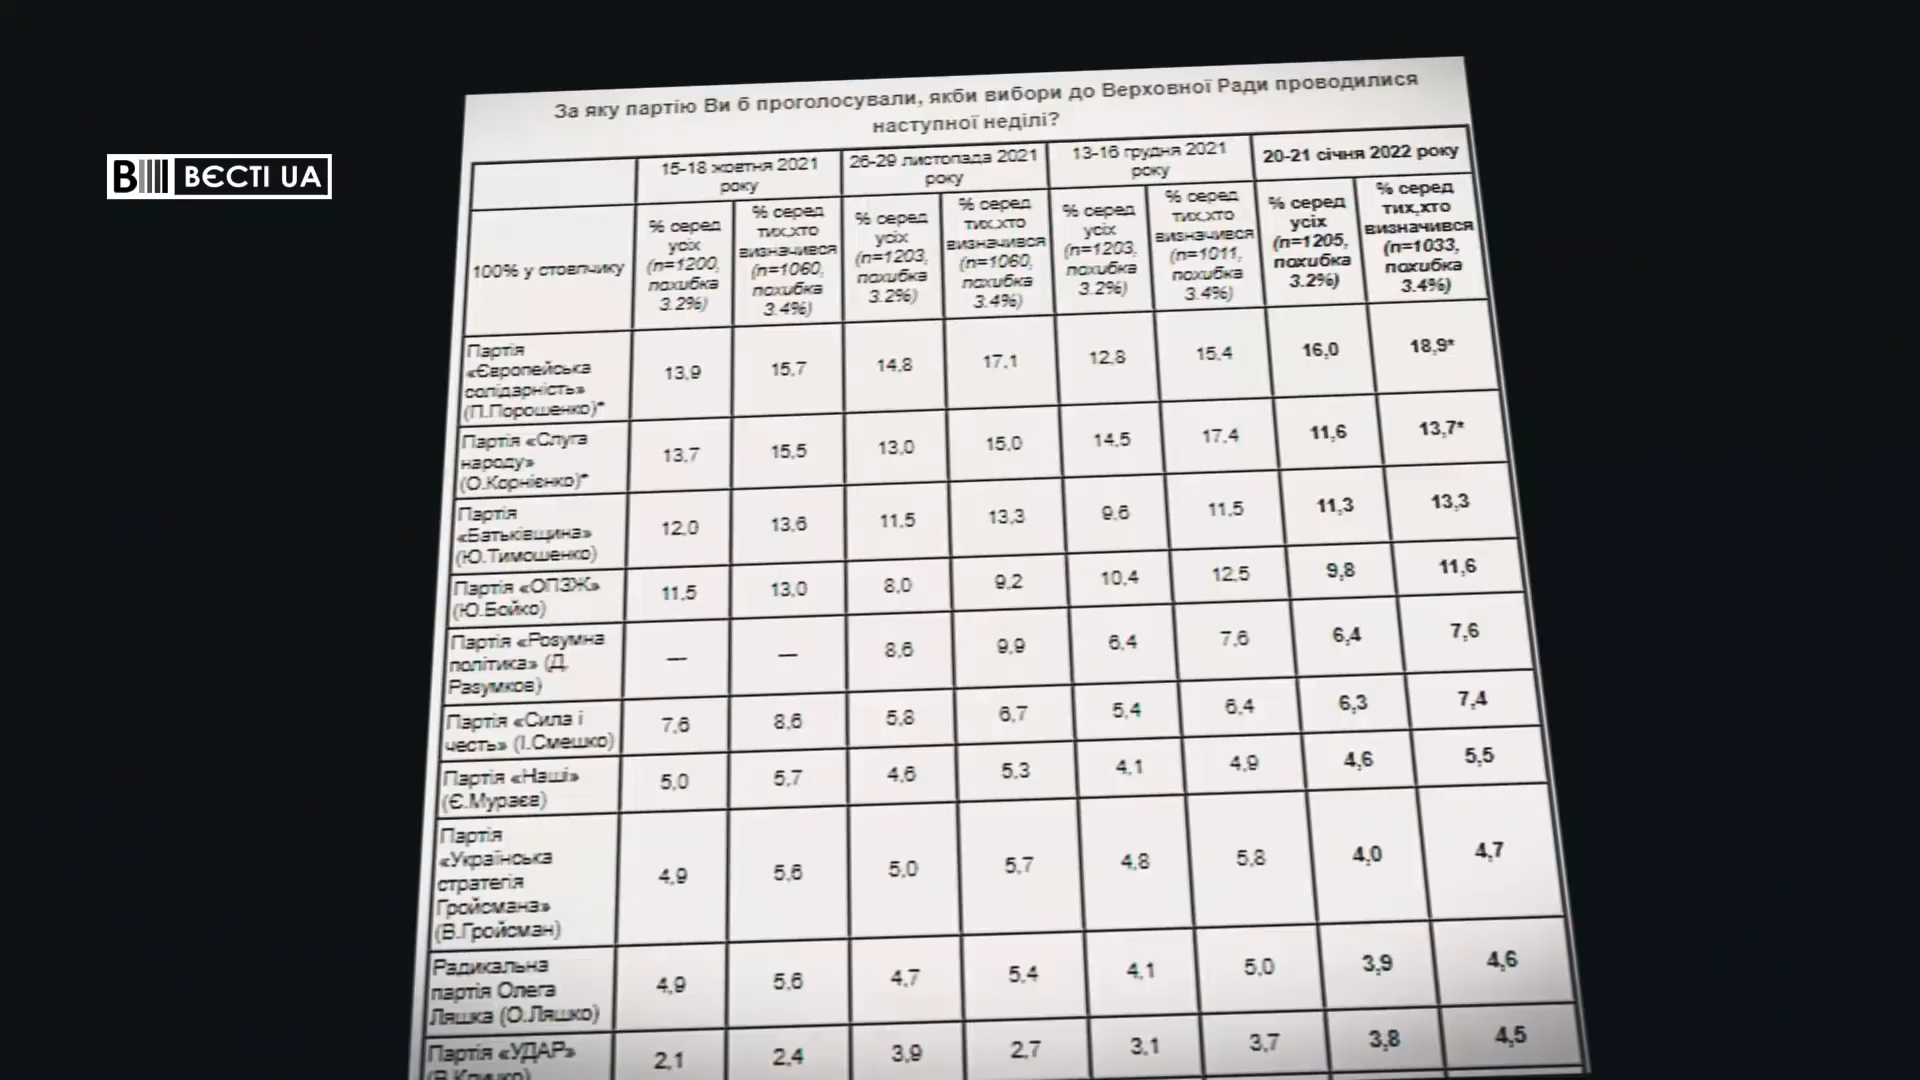 В ВЄСТІ UA
За яку партію Ви б проголосували, якби вибори до Верховної Ради проводилися
наступної неділі?
15-18 жовтня 2021 року 26-29 листопада 2021 року 13-16 грудня 2021 року 20-21 січня 2022 року
100% у стовпчику % серед усіх (n=1200, похибка 3.2%) % серед тих,хто визначився (n=1060, похибка 3.4%) % серед усіх (n=1203, похибка 3.2%) % серед тих,хто визначився (n=1060, похибка 3.4%) % серед усіх (n=1203, похибка 3.2%) % серед тих,хто визначився (n=1011, похибка 3.4%) % серед усіх (n=1205, похибка 3.2%) % серед тих,хто визначився (n=1033, похибка 3.4%)
Партія «Європейська солідарність» (П.Порошенко)* 13,9 15,7 14,8 17,1 12,8 15,4 16,0 18,9*
Партія «Слуга народу» (О.Корнієнко)* 13,7 15,5 13,0 15,0 14,5 17,4 11,6 13,7*
Партія «Батьківщина» (Ю.Тимошенко) 12,0 13,6 11,5 13,3 9,6 11,5 11,3 13,3
Партія «ОПЗЖ» (Ю.Бойко) 11,5 13,0 8,0 9,2 10,4 12,5 9,8 11,6
Партія «Розумна політика» (Д. Разумков) — — 8,6 9,9 6,4 7,6 6,4 7,6
Партія «Сила і честь» (І.Смешко) 7,6 8,6 5,8 6,7 5,4 6,4 6,3 7,4
Партія «Наші» (Є.Мураєв) 5,0 5,7 4,6 5,3 4,1 4,9 4,6 5,5
Партія «Українська стратегія Гройсмана» (В.Гройсман) 4,9 5,6 5,0 5,7 4,8 5,8 4,0 4,7
Радикальна партія Олега Ляшка (О.Ляшко) 4,9 5,6 4,7 5,4 4,1 5,0 3,9 4,6
Партія «УДАР» (В.Кличко) 2,1 2,4 3,9 2,7 3,1 3,7 3,8 4,5